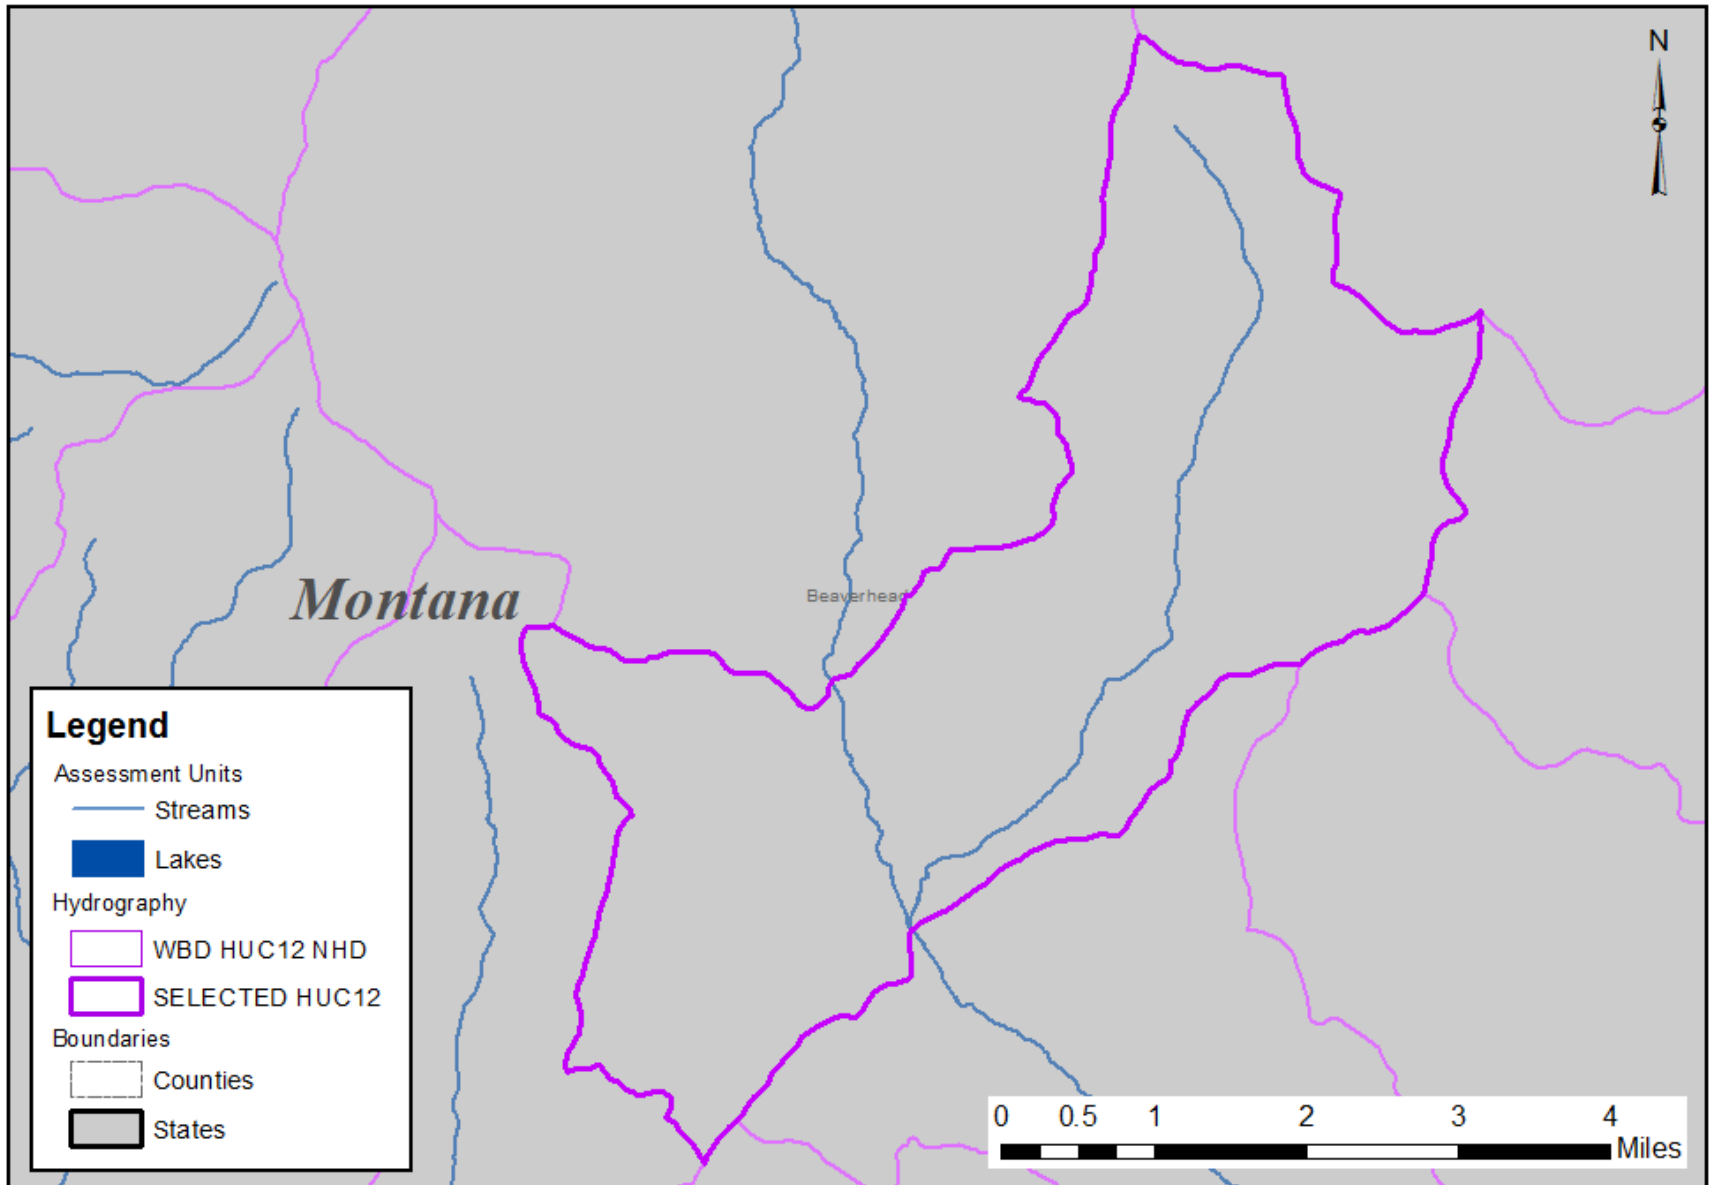 N
Beaverhead
Montana
Legend
Assessment Units
Streams
Lakes
Hydrography
WBD HUC12 NHD
SELECTED HUC12
Boundaries
Counties
States
0 0.5 1 2 3 4
Miles